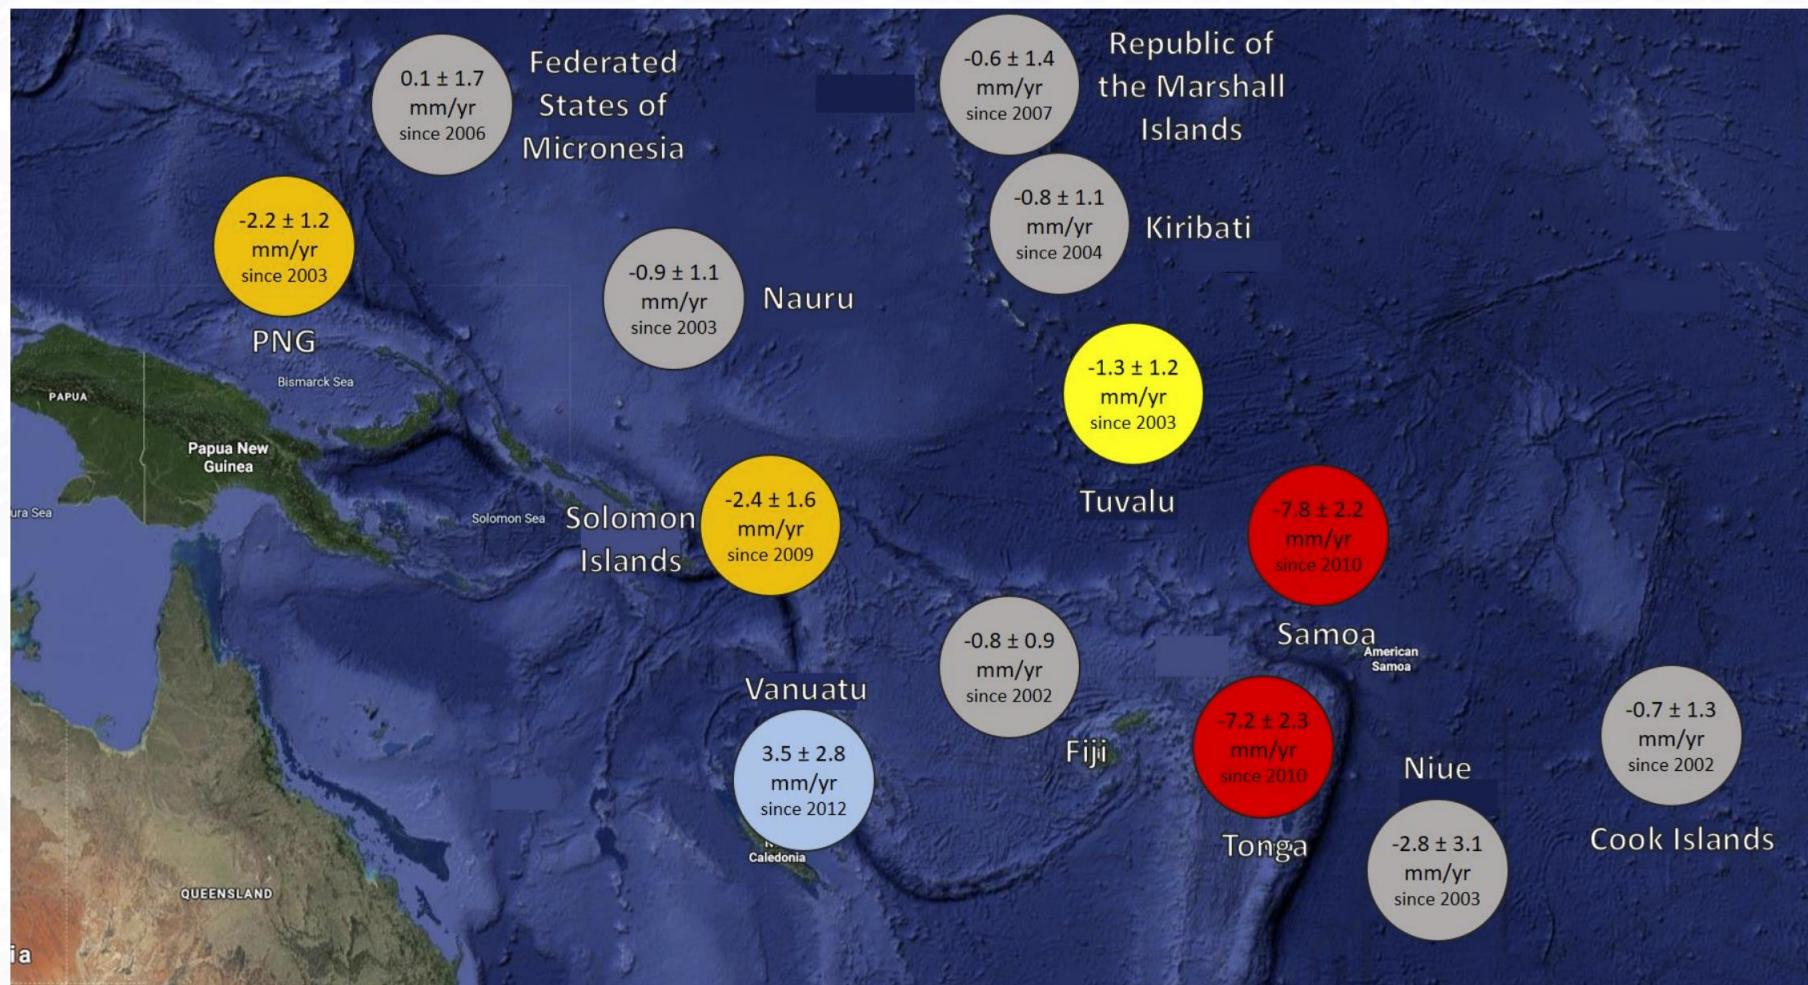 0.1 ± 1.7
mm/yr
since 2006
Federated
States of
Micronesia
-0.6 ± 1.4
mm/yr
since 2007
Republic of
the Marshall
Islands
-2.2 ± 1.2
mm/yr
since 2003
PNG
-0.9 ± 1.1
mm/yr
since 2003
Nauru
-0.8 ± 1.1
mm/yr
since 2004
Kiribati
-1.3 ± 1.2
mm/yr
since 2003
Tuvalu
Bismarck Sea
PAPUA
Papua New
Guinea
ura Sea
Solomon Sea
Solomon
Islands
-2.4 ± 1.6
mm/yr
since 2009
-7.8 ± 2.2
mm/yr
since 2010
Samoa
American
Samoa
-0.8 ± 0.9
mm/yr
since 2002
Fiji
Vanuatu
3.5 ± 2.8
mm/yr
since 2012
Caledonia
-7.2 ± 2.3
mm/yr
since 2010
Tonga
Niue
-2.8 ± 3.1
mm/yr
since 2003
-0.7 ± 1.3
mm/yr
since 2002
Cook Islands
QUEENSLAND
ia